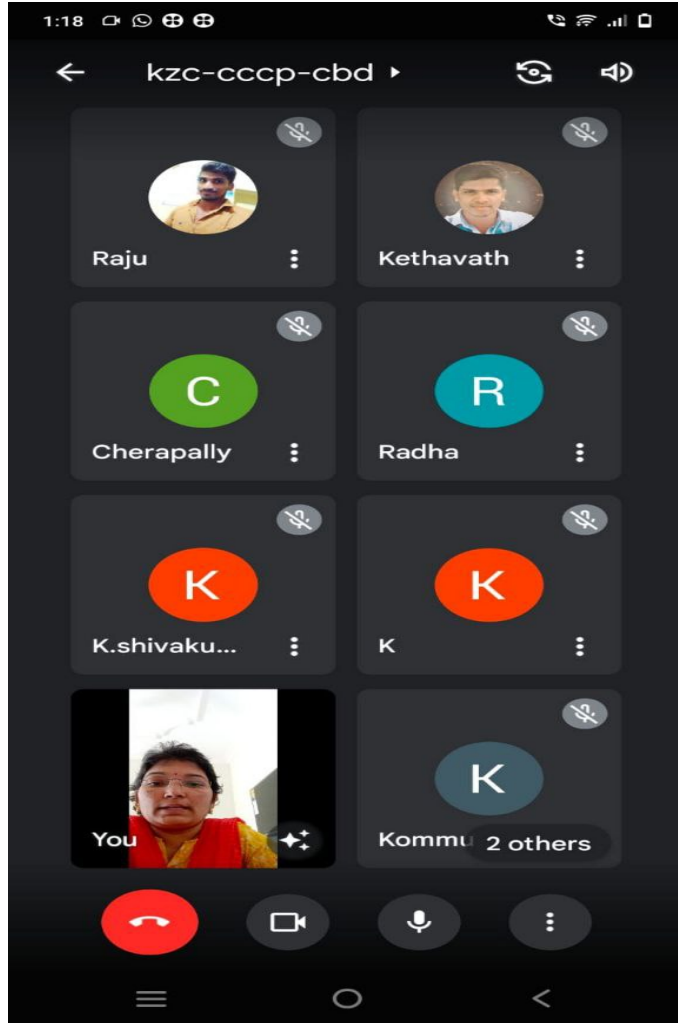 1:18
kzc-cccp-cbd
Raju
Kethavath
C
R
Cherapally
Radha
K
K
K.shivaku...
K
K
You
Kommu
2 others